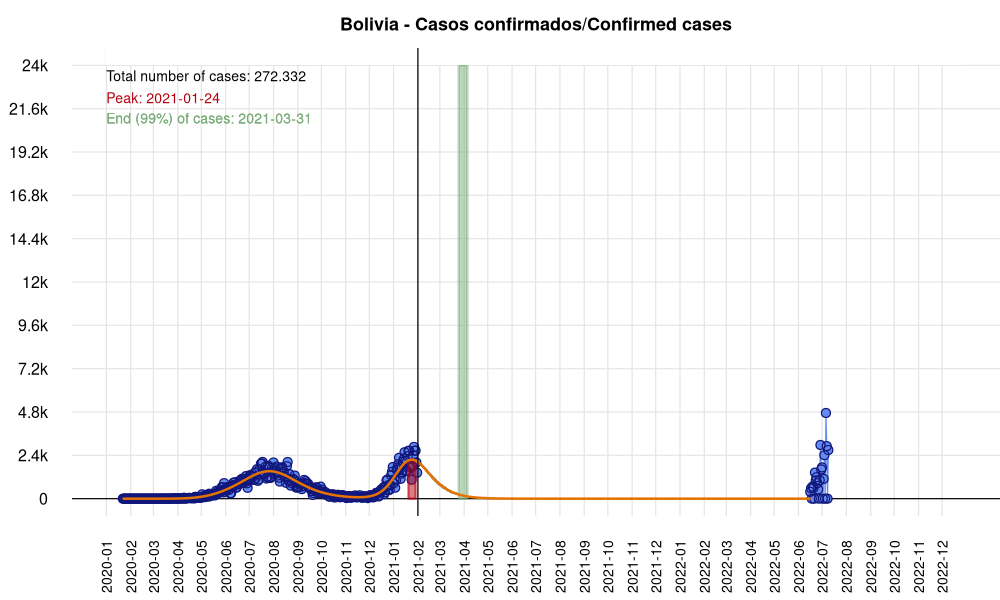 Bolivia - Casos confirmados/Confirmed cases
24k
Total number of cases: 272.332
Peak: 2021-01-24
21.6k
End (99%) of cases: 2021-03-31
19.2k
16.8k
14.4k
12k
9.6k
7.2k
4.8k
2.4k
0
2020-01
2020-02
2020-03
2020-04
2020-05
2020-06
2020-07
2020-08
2020-09
2020-10
2020-11
2020-12
2021-01
2021-02
2021-03
2021-04
2021-05
2021-06
2021-07
2021-08
2021-09
2021-10
2021-11
2021-12
2022-01
2022-02
2022-03
2022-04
2022-05
2022-06
2022-07
2022-08
2022-09
2022-10
2022-11
2022-12